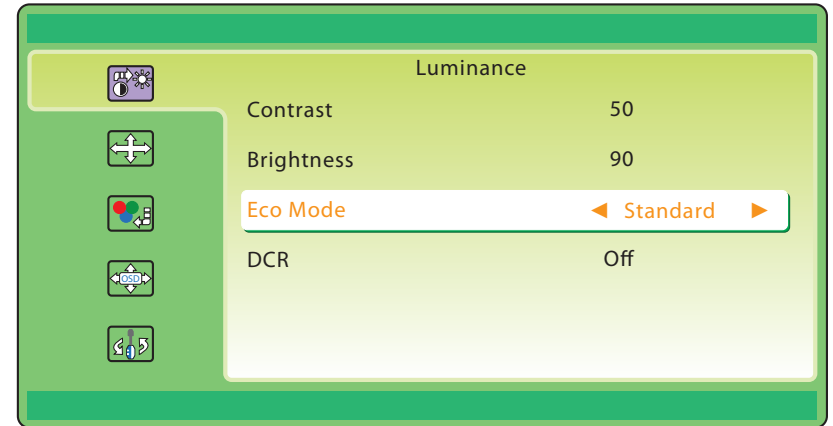 Luminance
Contrast 50
Brightness 90
Eco Mode ◀ Standard ▶
DCR Off
OSD